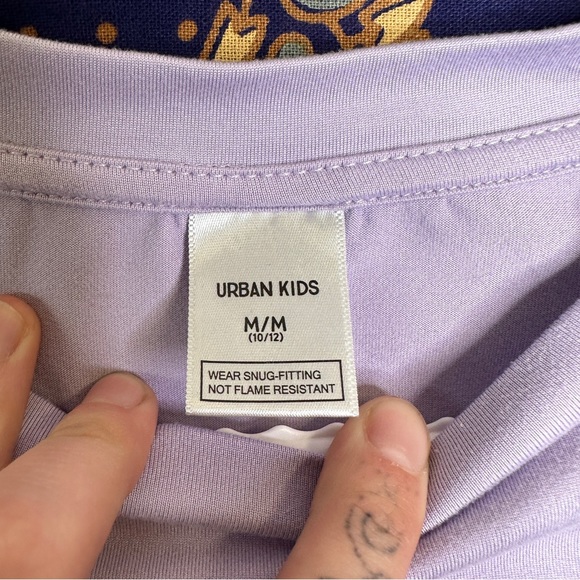 URBAN KIDS
M/M
(10/12)
WEAR SNUG-FITTING
NOT FLAME RESISTANT